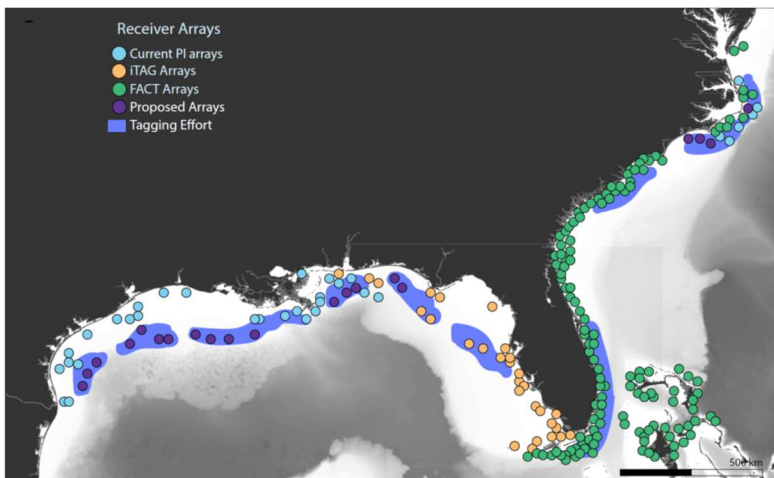 Receiver Arrays
Current PI arrays
iTAG Arrays
FACT Arrays
Proposed Arrays
Tagging Effort
500 km